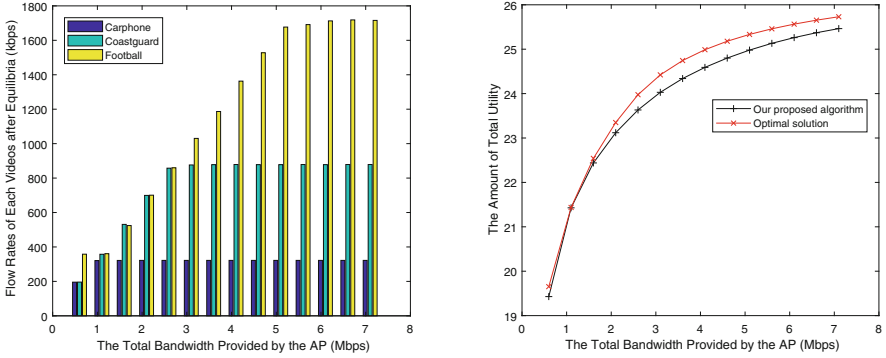 Flow Rates of Each Videos after Equilibria (kbps)
1800
1600
1400
1200
1000
800
600
400
200
0
Carphone
Coastguard
Football
0 1 2 3 4 5 6 7 8
The Total Bandwidth Provided by the AP (Mbps)
The Amount of Total Utility
26
25
24
23
22
21
20
19
Our proposed algorithm
Optimal solution
0 1 2 3 4 5 6 7 8
The Total Bandwidth Provided by the AP (Mbps)